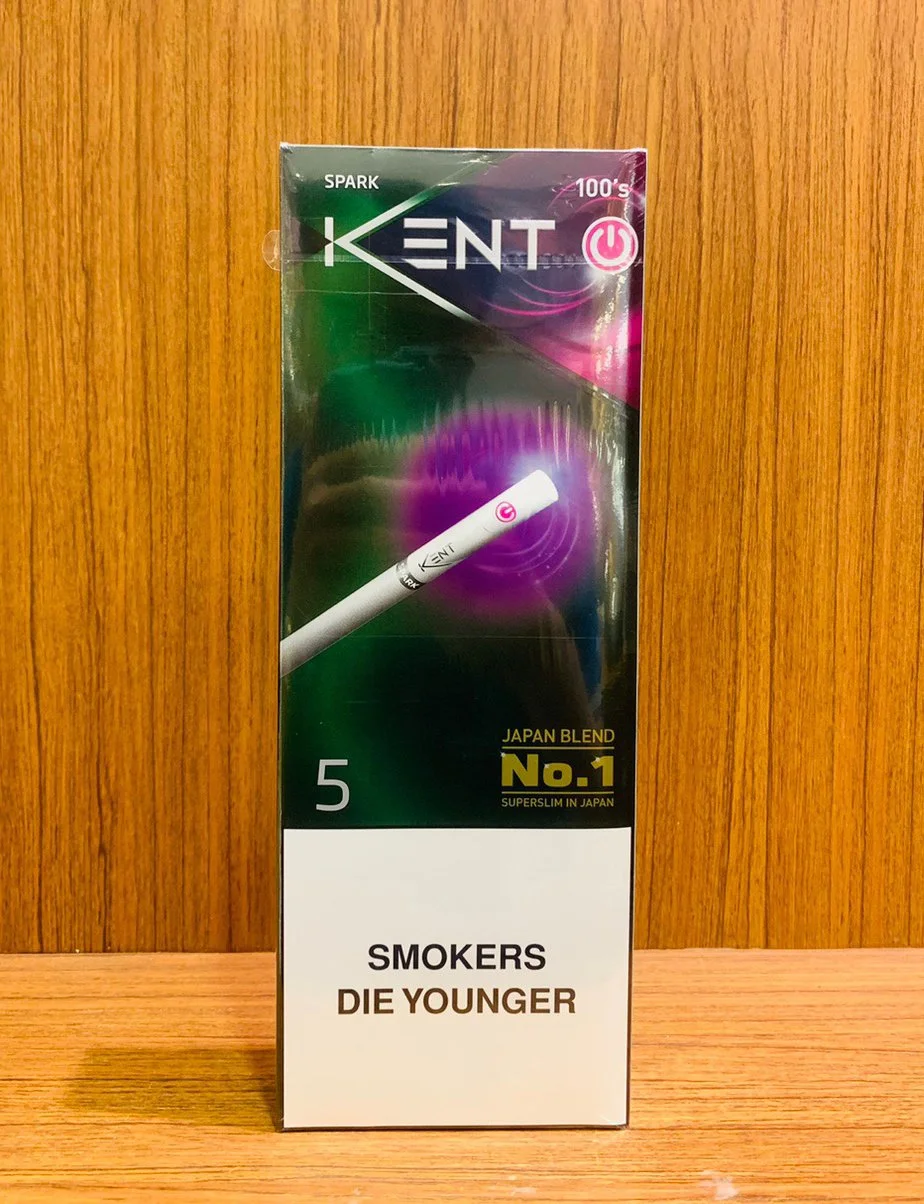 SPARK
100's
KENT
KENT
SPARK
5
JAPAN BLEND
No.1
SUPERSLIM IN JAPAN
SMOKERS
DIE YOUNGER